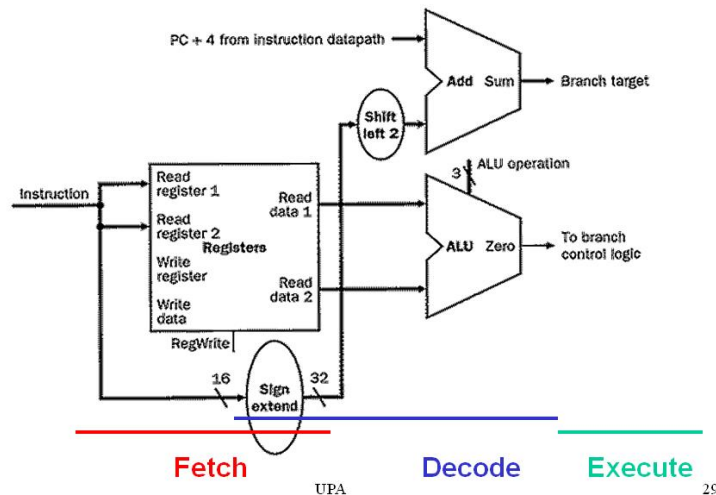 PC + 4 from instruction datapath
Add Sum
Branch target
Shift
left 2
3
ALU operation
Instruction
Read
register 1
Read
data 1
Read
register 2
Registers
ALU Zero
To branch
control logic
Write
register
Read
data 2
Write
data
RegWrite
16
Sign
extend
32
Fetch
Decode
Execute
UPA
29